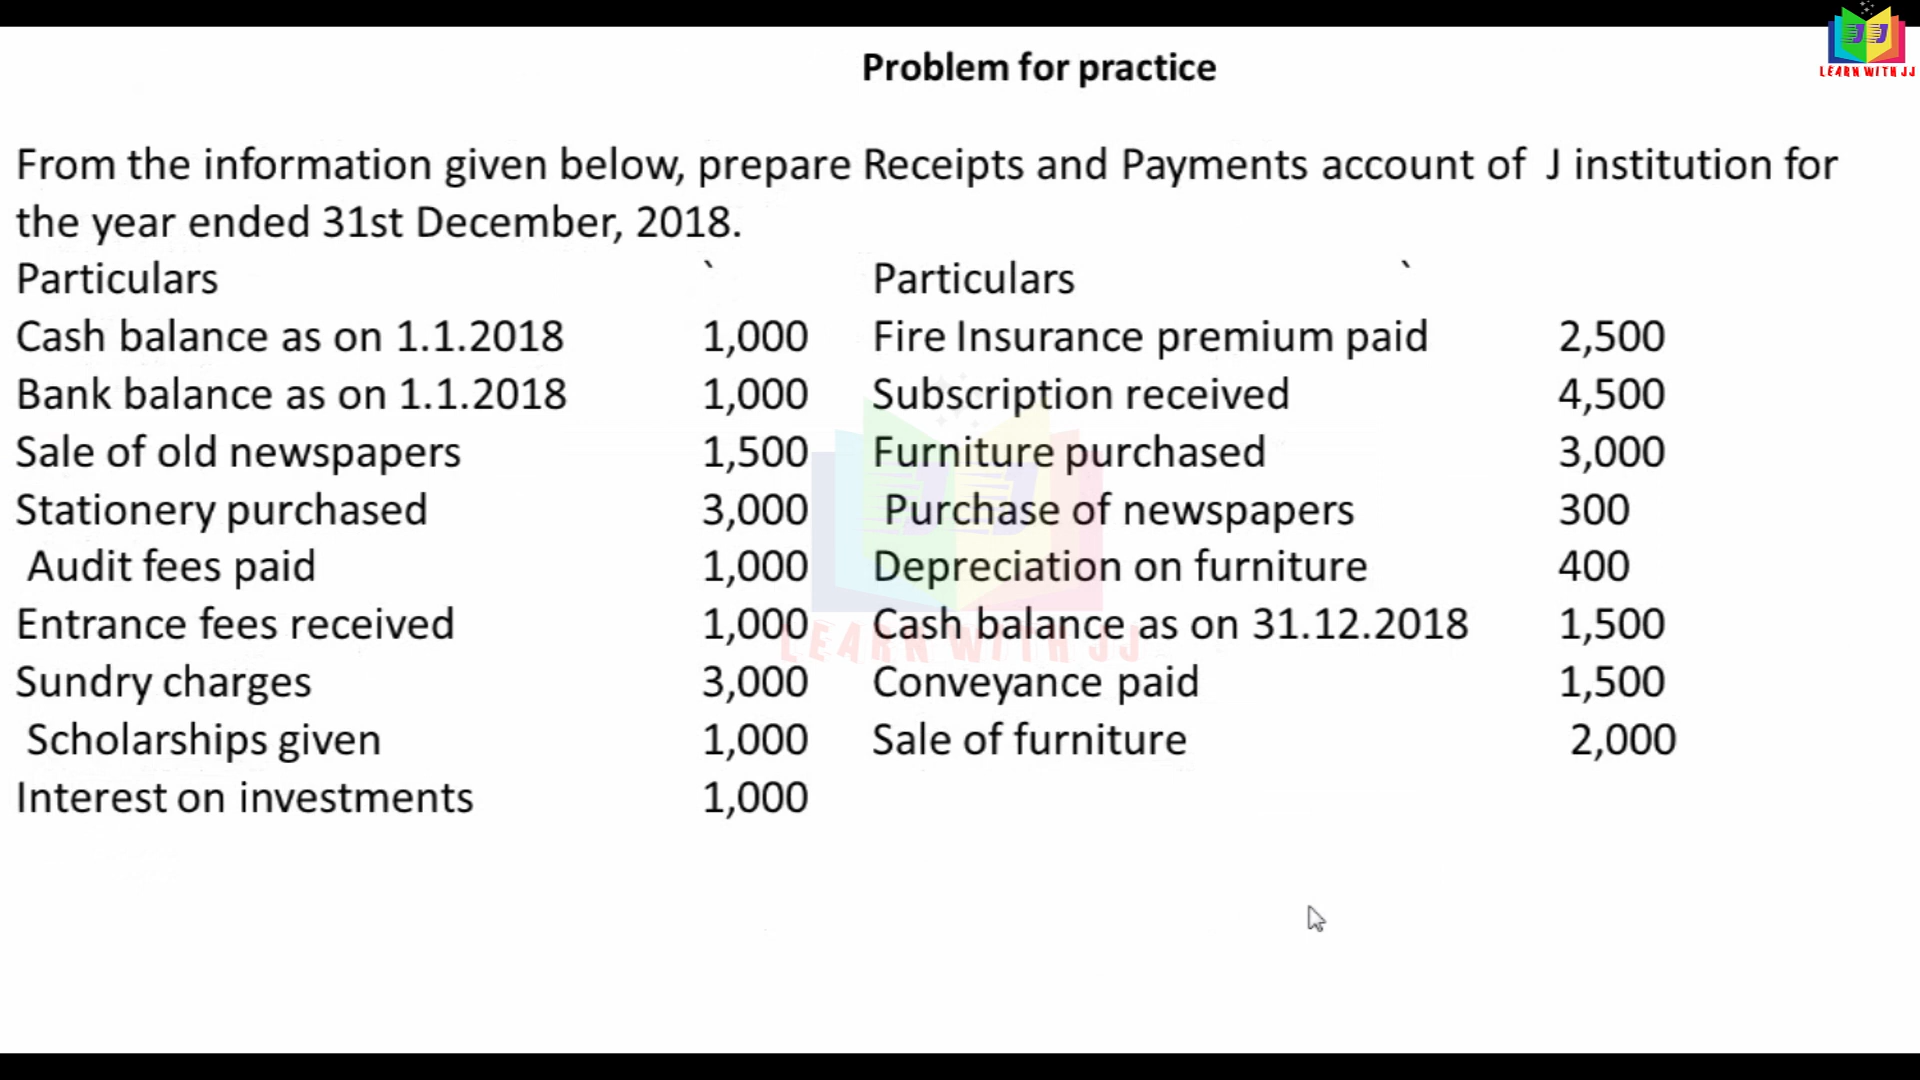 LEARN WITH JJ
Problem for practice
From the information given below, prepare Receipts and Payments account of J institution for
the year ended 31st December, 2018.
Particulars ` Particulars `
Cash balance as on 1.1.2018 1,000 Fire Insurance premium paid 2,500
Bank balance as on 1.1.2018 1,000 Subscription received 4,500
Sale of old newspapers 1,500 Furniture purchased 3,000
Stationery purchased 3,000 Purchase of newspapers 300
Audit fees paid 1,000 Depreciation on furniture 400
Entrance fees received 1,000 Cash balance as on 31.12.2018 1,500
LEARN WITH JJ
Sundry charges 3,000 Conveyance paid 1,500
Scholarships given 1,000 Sale of furniture 2,000
Interest on investments 1,000